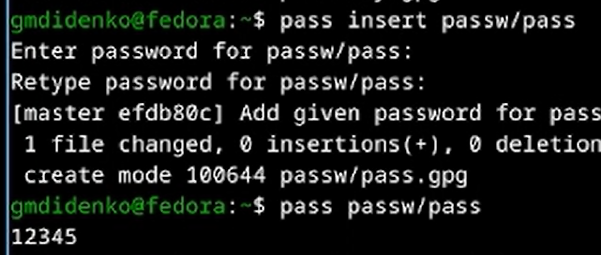 gmdidenko@fedora:~$ pass insert passw/pass
Enter password for passw/pass:
Retype password for passw/pass:
[master efdb80c] Add given password for pass
1 file changed, 0 insertions(+), 0 deletion
create mode 100644 passw/pass.gpg
gmdidenko@fedora:~$ pass passw/pass
12345